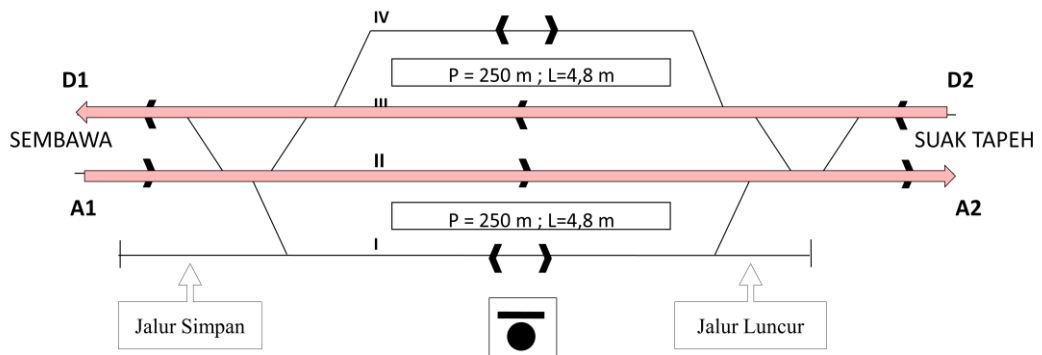 IV
P = 250 m ; L=4,8 m
D1
D2
III
SEMBAWA
SUAK TAPEH
II
A1
A2
P = 250 m ; L=4,8 m
I
Jalur Simpan
Jalur Luncur